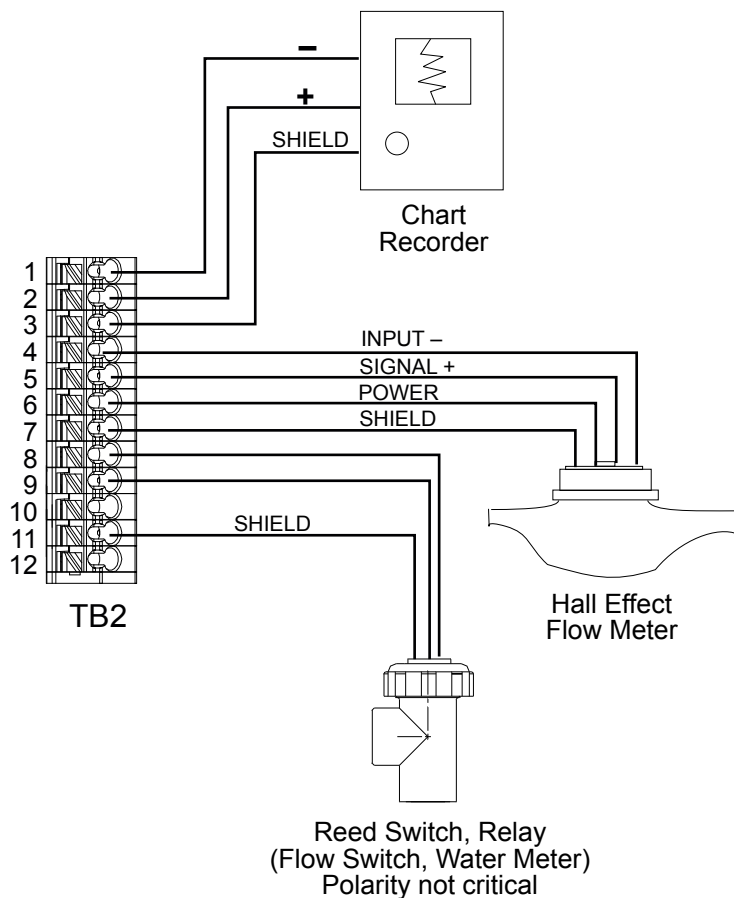 −
+
SHIELD
Chart
Recorder
1
2
3
4
5
6
7
8
9
10
11
12
INPUT –
SIGNAL +
POWER
SHIELD
SHIELD
TB2
Hall Effect
Flow Meter
Reed Switch, Relay
(Flow Switch, Water Meter)
Polarity not critical